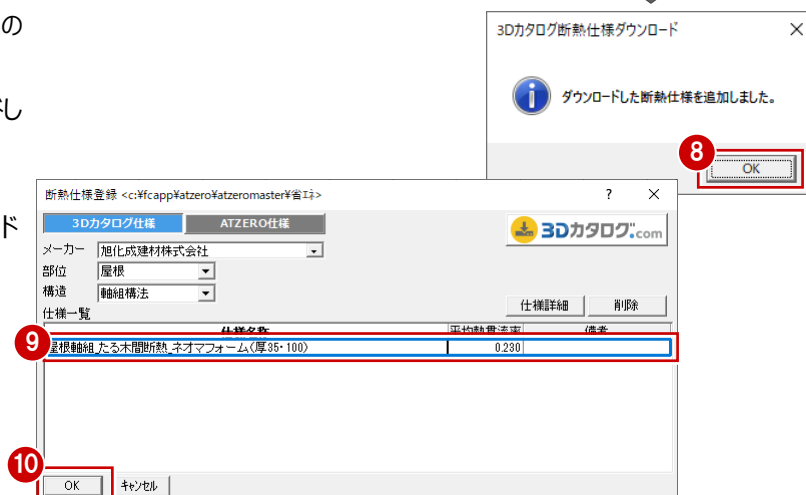 の
し
ド
3Dカタログ断熱仕様ダウンロード
ダウンロードした断熱仕様を追加しました。
8
OK
断熱仕様登録 <c:¥fcapp¥atzero¥atzeromaster¥省エネ> ? ×
3Dカタログ仕様 ATZERO仕様
3Dカタログ.com
メーカー 旭化成建材株式会社
部位 屋根
構造 軸組構法
仕様一覧 仕様詳細 削除
仕様名称 平均熱貫流率 備考
9
屋根軸組_たる木間断熱_ネオマフォーム(厚35・100) 0.230
10
OK キャンセル